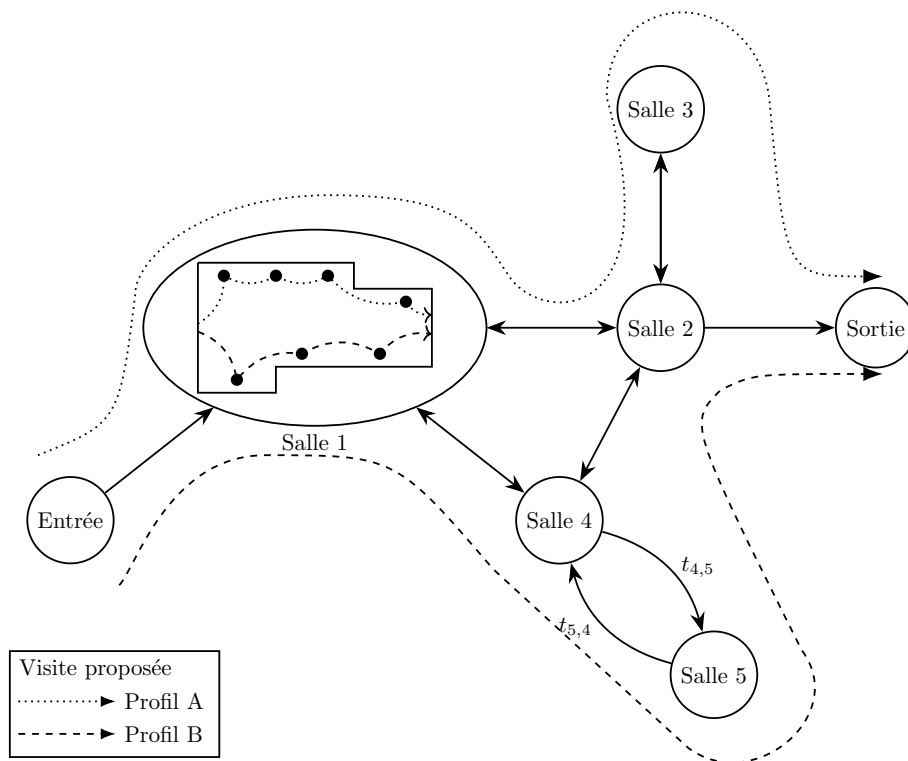 Salle 3
Salle 2
Sortie
Salle 1
Entrée
Salle 4
t4,5
t5,4
Salle 5
Visite proposée
Profil A
Profil B